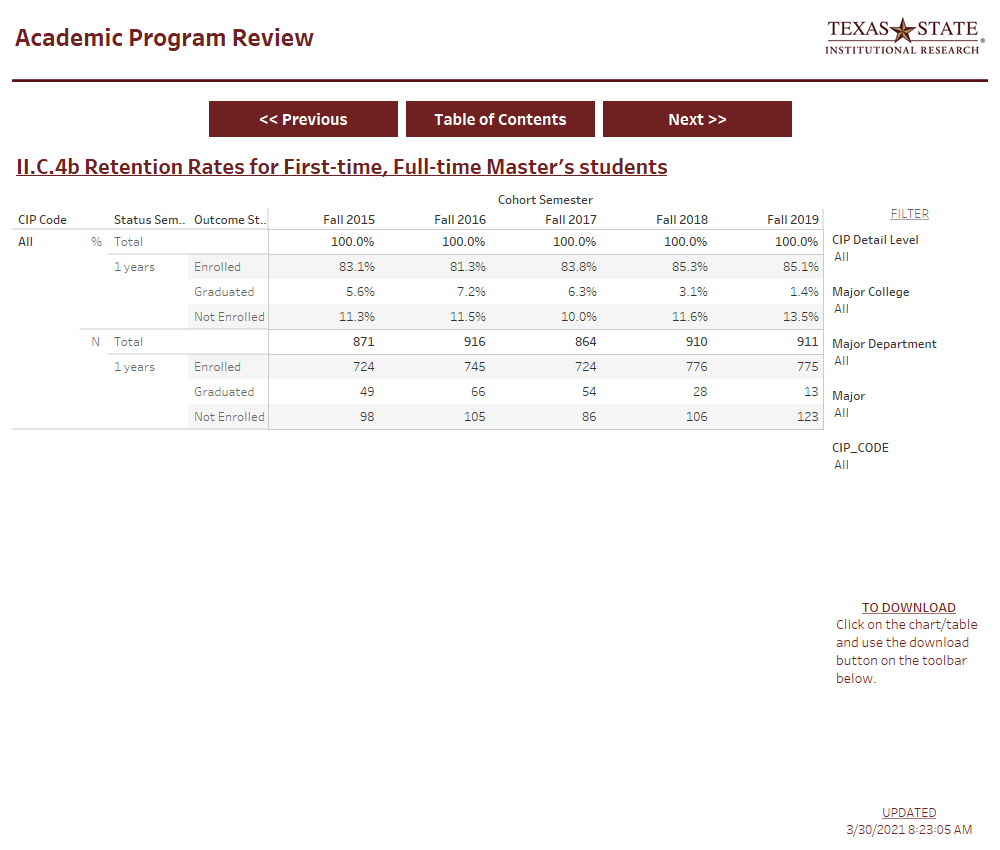 Academic Program Review
TEXAS STATE®
INSTITUTIONAL RESEARCH
<< Previous
Table of Contents
Next >>
II.C.4b Retention Rates for First-time, Full-time Master’s students
Cohort Semester
CIP Code Status Sem.. Outcome St.. Fall 2015 Fall 2016 Fall 2017 Fall 2018 Fall 2019
All % Total 100.0% 100.0% 100.0% 100.0% 100.0%
1 years Enrolled 83.1% 81.3% 83.8% 85.3% 85.1%
Graduated 5.6% 7.2% 6.3% 3.1% 1.4%
Not Enrolled 11.3% 11.5% 10.0% 11.6% 13.5%
N Total 871 916 864 910 911
1 years Enrolled 724 745 724 776 775
Graduated 49 66 54 28 13
Not Enrolled 98 105 86 106 123
FILTER
CIP Detail Level
All
Major College
All
Major Department
All
Major
All
CIP_CODE
All
TO DOWNLOAD
Click on the chart/table
and use the download
button on the toolbar
below.
UPDATED
3/30/2021 8:23:05 AM